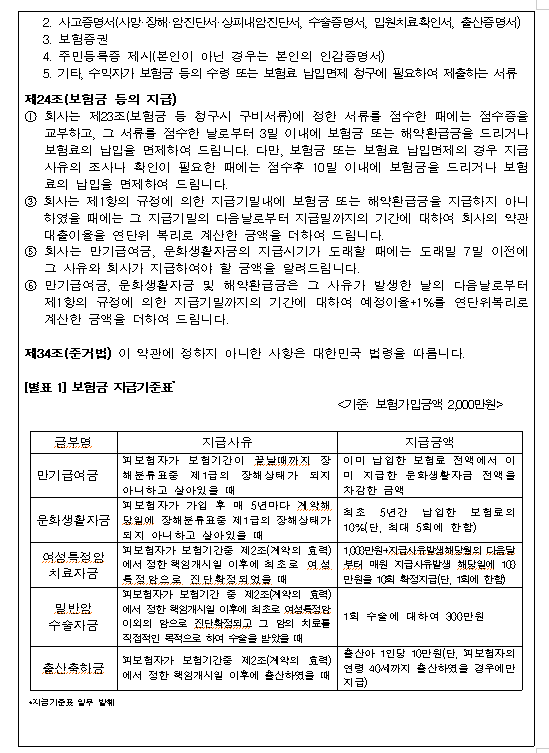 2. 사고증명서(사망·장해·암진단서·상피내암진단서, 수술증명서, 입원치료확인서, 출산증명서)
3. 보험증권
4. 주민등록증 제시(본인이 아닌 경우는 본인의 인감증명서)
5. 기타, 수익자가 보험금 등의 수령 또는 보험료 납입면제 청구에 필요하여 제출하는 서류
제24조(보험금 등의 지급)
① 회사는 제23조(보험금 등 청구시 구비서류)에 정한 서류를 접수한 때에는 접수증을
교부하고, 그 서류를 접수한 날로부터 3일 이내에 보험금 또는 해약환급금을 드리거나
보험료의 납입을 면제하여 드립니다. 다만, 보험금 또는 보험료 납입면제의 경우 지급
사유의 조사나 확인이 필요한 때에는 접수후 10일 이내에 보험금을 드리거나 보험
료의 납입을 면제하여 드립니다.
③ 회사는 제1항의 규정에 의한 지급기일내에 보험금 또는 해약환급금을 지급하지 아니
하였을 때에는 그 지급기일의 다음날로부터 지급일까지의 기간에 대하여 회사의 약관
대출이율을 연단위 복리로 계산한 금액을 더하여 드립니다.
⑤ 회사는 만기급여금, 문화생활자금의 지급시기가 도래할 때에는 도래일 7일 이전에
그 사유와 회사가 지급하여야 할 금액을 알려드립니다.
⑥ 만기급여금, 문화생활자금 및 해약환급금은 그 사유가 발생한 날의 다음날로부터
제1항의 규정에 의한 지급기일까지의 기간에 대하여 예정이율+1%를 연단위복리로
계산한 금액을 더하여 드립니다.
제34조(준거법) 이 약관에 정하지 아니한 사항은 대한민국 법령을 따릅니다.
[별표 1] 보험금 지급기준표*
<기준: 보험가입금액 2,000만원>
급부명 지급사유 지급금액
만기급여금
피보험자가 보험기간이 끝날때까지 장
해분류표중 제1급의 장해상태가 되지
아니하고 살아있을 때
이미 납입한 보험료 전액에서 이
미 지급한 문화생활자금 전액을
차감한 금액
문화생활자금
피보험자가 가입 후 매 5년마다 계약해
당일에 장해분류표중 제1급의 장해상태가
되지 아니하고 살아있을 때
최초 5년간 납입한 보험료의
10%(단, 최대 5회에 한함)
여성특정암
치료자금
피보험자가 보험기간중 제2조(계약의 효력)
에서 정한 책임개시일 이후에 최초로 여성
특정암으로 진단확정되었을 때
1,000만원+지급사유발생해당월의 다음달
부터 매월 지급사유발생 해당일에 100
만원을 10회 확정지급(단, 1회에 한함)
일반암
수술자금
피보험자가 보험기간 중 제2조(계약의 효력)
에서 정한 책임개시일 이후에 최초로 여성특정암
이외의 암으로 진단확정되고 그 암의 치료를
직접적인 목적으로 하여 수술을 받았을 때
1회 수술에 대하여 300만원
출산축하금
피보험자가 보험기간중 제2조(계약의 효력)
에서 정한 책임개시일 이후에 출산하였을 때
출산아 1인당 10만원(단, 피보험자의
연령 40세까지 출산하였을 경우에만
지급)
*지급기준표 일부 발췌